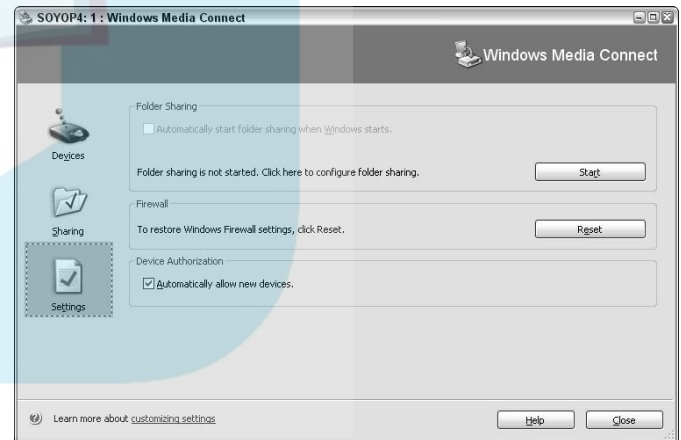 SOYOP4: 1 : Windows Media Connect
Windows Media Connect
Devices
Sharing
Settings
Folder Sharing
Automatically start folder sharing when Windows starts.
Folder sharing is not started. Click here to configure folder sharing.
Start
Firewall
To restore Windows Firewall settings, click Reset.
Reset
Device Authorization
Automatically allow new devices.
Learn more about customizing settings
Help
Close